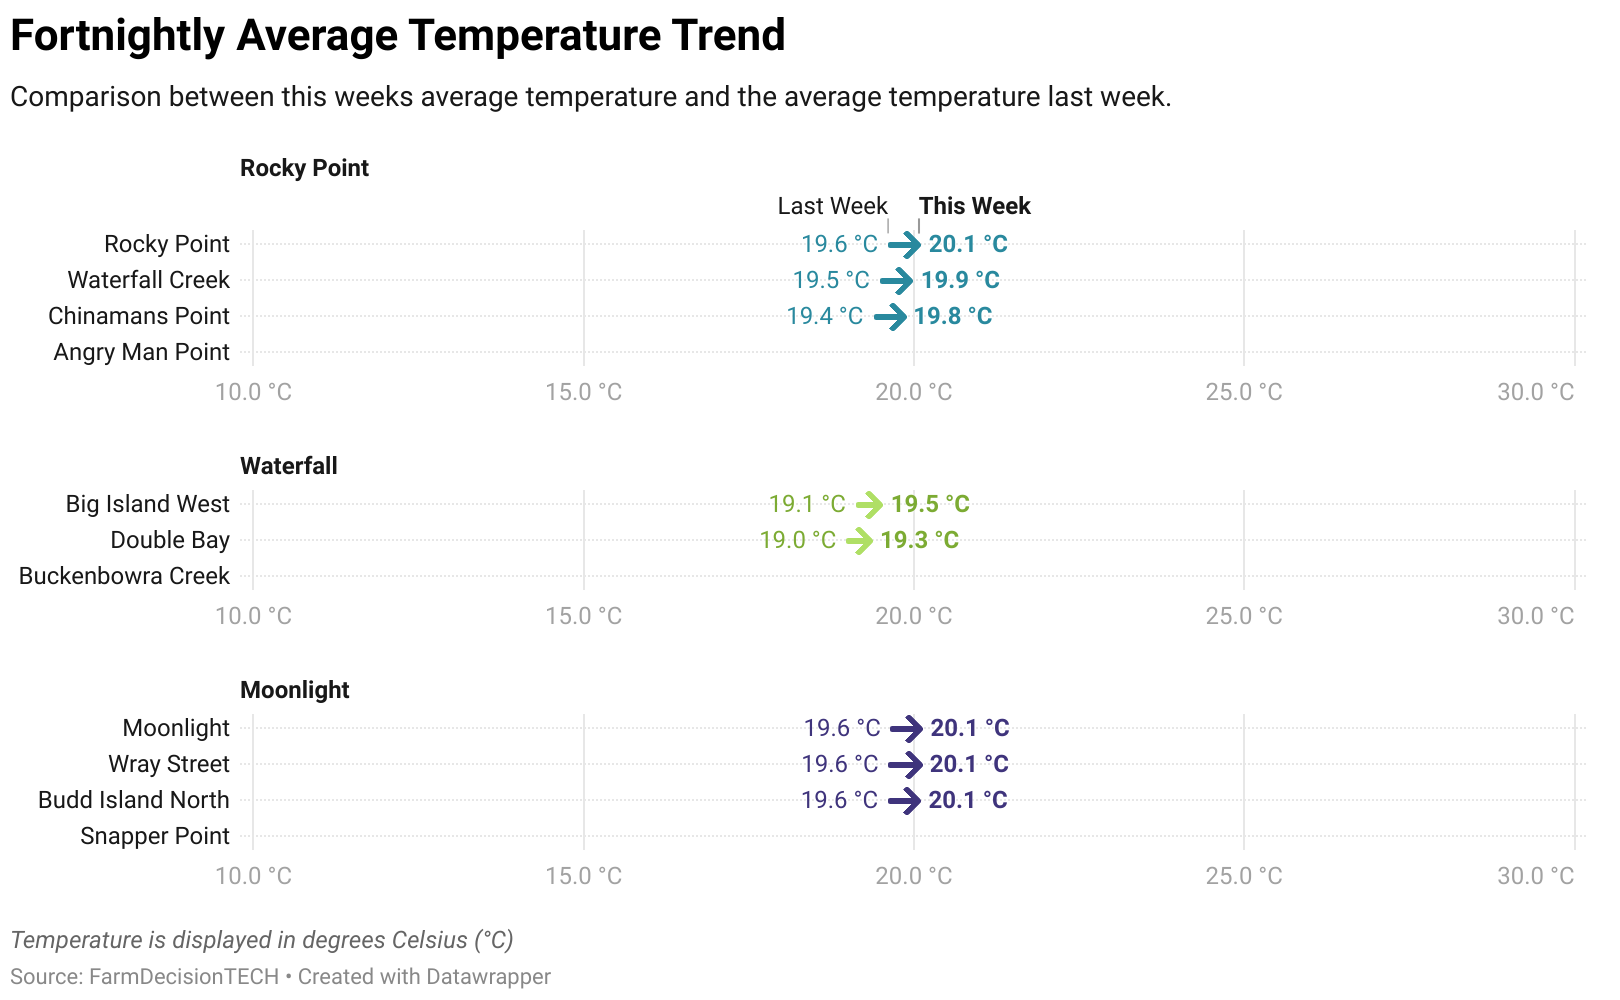 Fortnightly Average Temperature Trend
Comparison between this weeks average temperature and the average temperature last week.
Rocky Point
Last Week This Week
Rocky Point 19.6 °C 20.1 °C
Waterfall Creek 19.5 °C 19.9 °C
Chinamans Point 19.4 °C 19.8 °C
Angry Man Point
10.0 °C 15.0 °C 20.0 °C 25.0 °C 30.0 °C
Waterfall
Big Island West 19.1 °C 19.5 °C
Double Bay 19.0 °C 19.3 °C
Buckenbowra Creek
10.0 °C 15.0 °C 20.0 °C 25.0 °C 30.0 °C
Moonlight
Moonlight 19.6 °C 20.1 °C
Wray Street 19.6 °C 20.1 °C
Budd Island North 19.6 °C 20.1 °C
Snapper Point
10.0 °C 15.0 °C 20.0 °C 25.0 °C 30.0 °C
Temperature is displayed in degrees Celsius (°C)
Source: FarmDecisionTECH • Created with Datawrapper